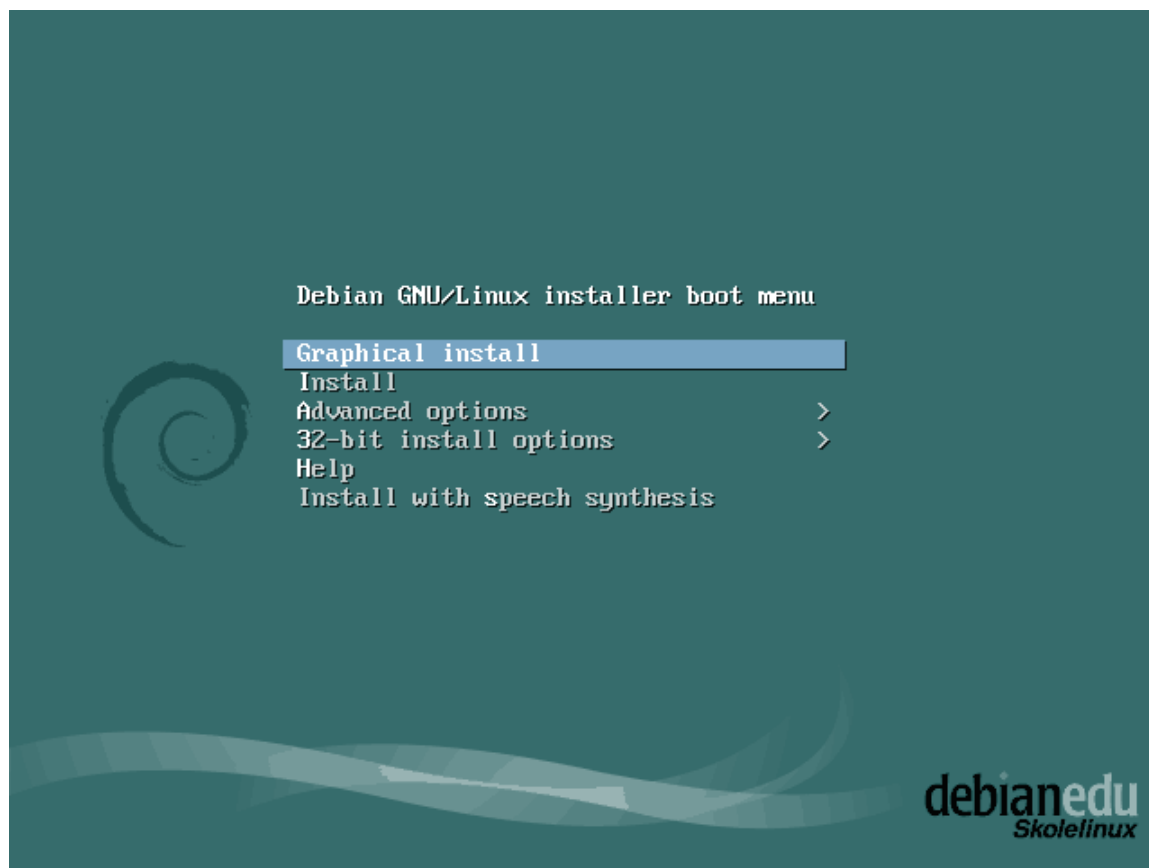 Debian GNU/Linux installer boot menu
Graphical install
Install
Advanced options >
32-bit install options >
Help
Install with speech synthesis
debianedu
Skolelinux